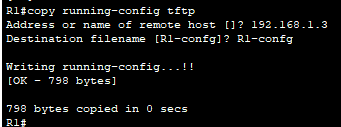 R1#copy running-config tftp
Address or name of remote host []? 192.168.1.3
Destination filename [R1-confg]? R1-confg
Writing running-config...!!
[OK - 798 bytes]
798 bytes copied in 0 secs
R1#